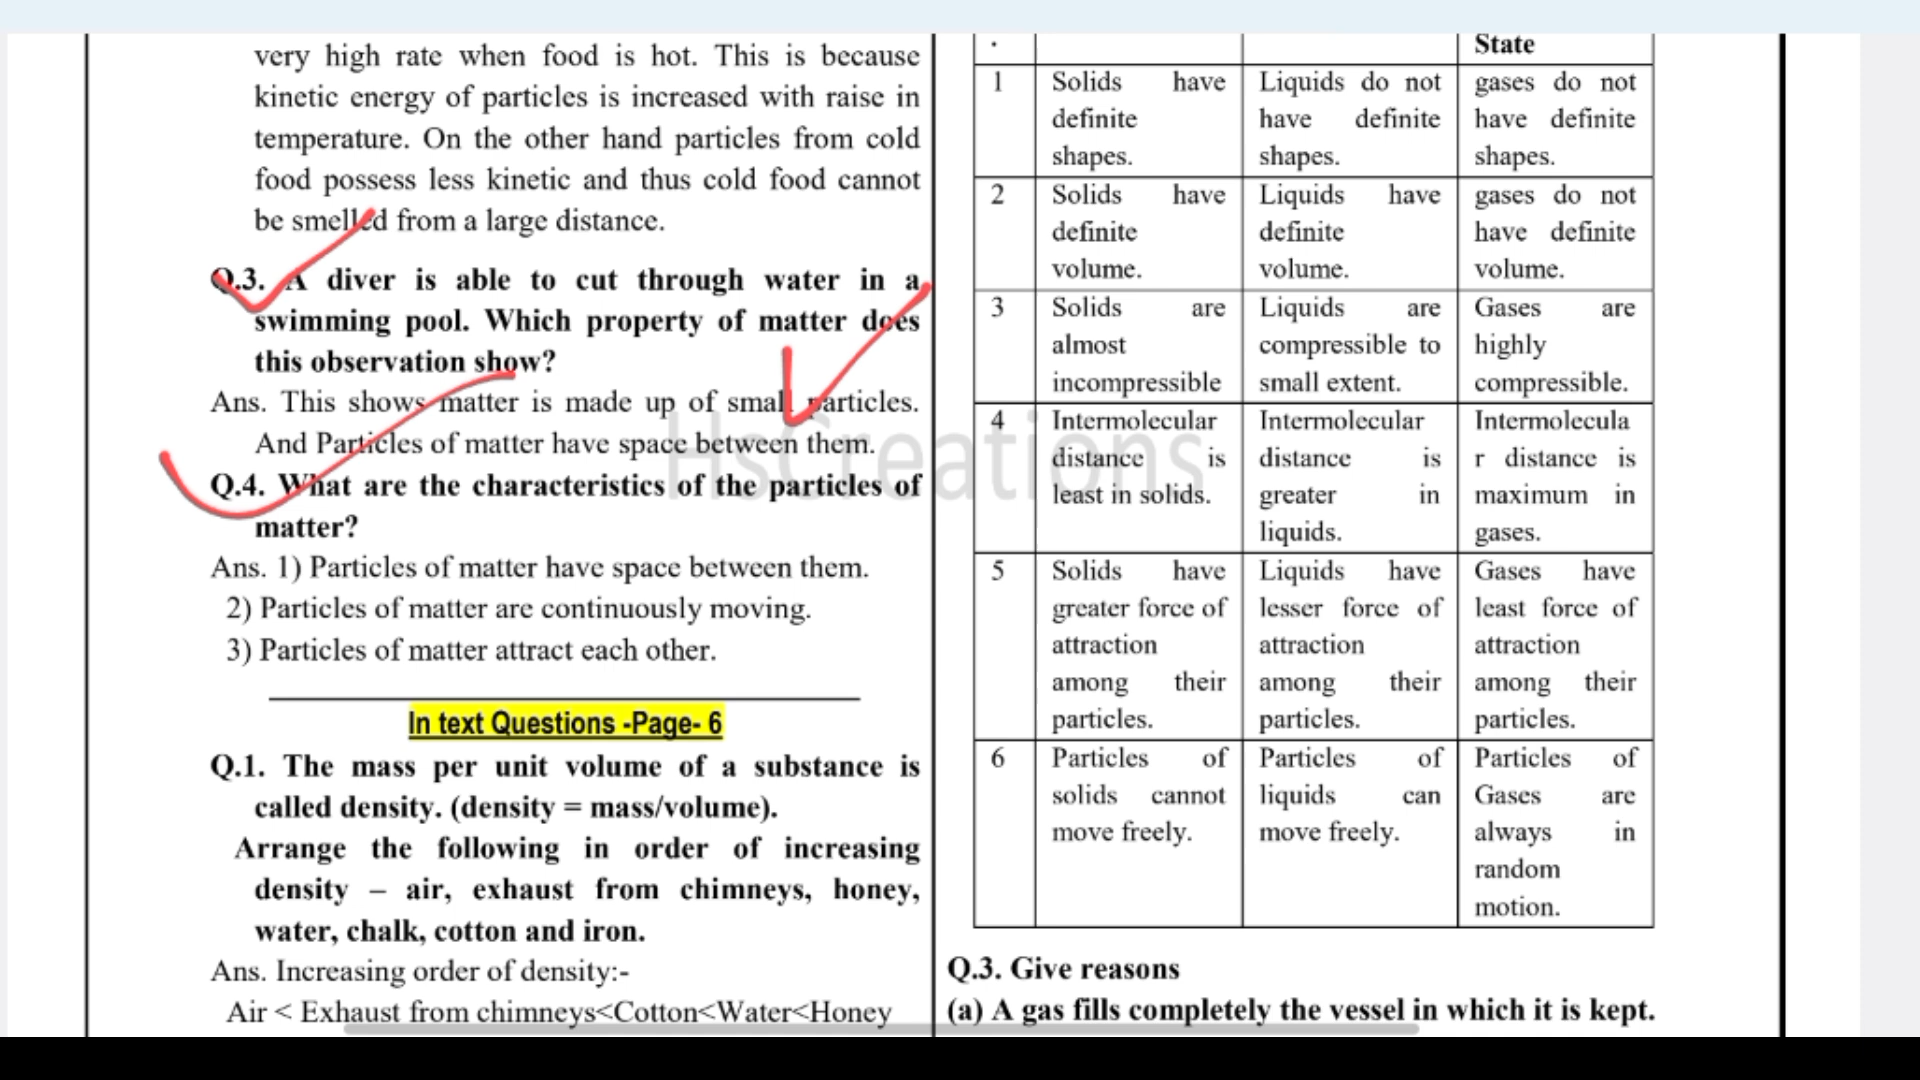 very high rate when food is hot. This is because
kinetic energy of particles is increased with raise in
temperature. On the other hand particles from cold
food possess less kinetic and thus cold food cannot
be smelled from a large distance.
Q.3. A diver is able to cut through water in a
swimming pool. Which property of matter does
this observation show?
Ans. This shows matter is made up of small particles.
And Particles of matter have space between them.
Q.4. What are the characteristics of the particles of
matter?
Ans. 1) Particles of matter have space between them.
2) Particles of matter are continuously moving.
3) Particles of matter attract each other.
In text Questions -Page- 6
Q.1. The mass per unit volume of a substance is
called density. (density = mass/volume).
Arrange the following in order of increasing
density – air, exhaust from chimneys, honey,
water, chalk, cotton and iron.
Ans. Increasing order of density:-
Air < Exhaust from chimneys<Cotton<Water<Honey
.
State
1
Solids have
definite
shapes.
Liquids do not
have definite
shapes.
gases do not
have definite
shapes.
2
Solids have
definite
volume.
Liquids have
definite
volume.
gases do not
have definite
volume.
3
Solids are
almost
incompressible
Liquids are
compressible to
small extent.
Gases are
highly
compressible.
4
Intermolecular
distance is
least in solids.
Intermolecular
distance is
greater in
liquids.
Intermolecula
r distance is
maximum in
gases.
5
Solids have
greater force of
attraction
among their
particles.
Liquids have
lesser force of
attraction
among their
particles.
Gases have
least force of
attraction
among their
particles.
6
Particles of
solids cannot
move freely.
Particles of
liquids can
move freely.
Particles of
Gases are
always in
random
motion.
Q.3. Give reasons
(a) A gas fills completely the vessel in which it is kept.
HsCreations